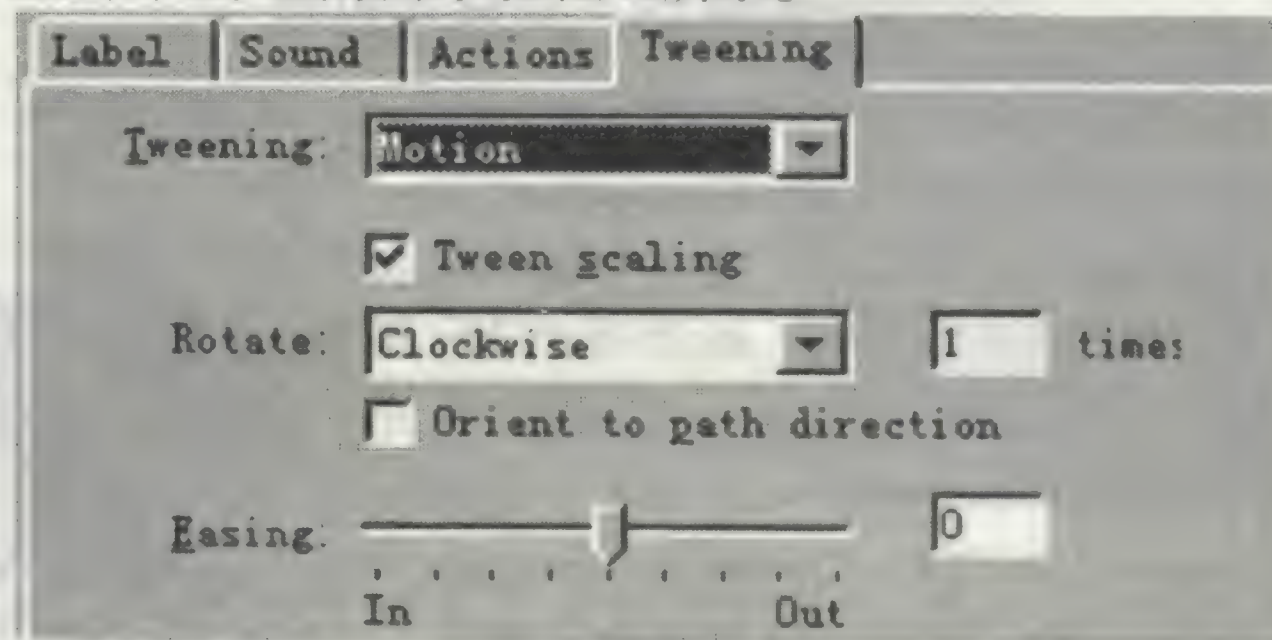 Label Sound Actions Tweening
Tweening: Motion
Tween scaling
Rotate: Clockwise 1 times
Orient to path direction
Easing: 0
In Out